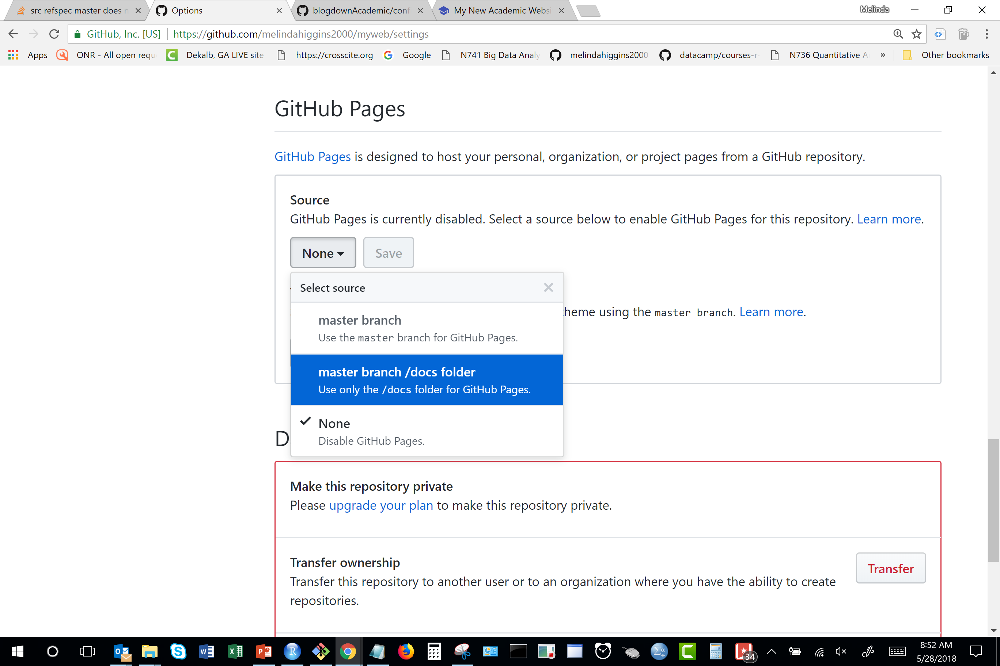 src refspec master does n
Options
blogdownAcademic/conf
My New Academic Websi
Melinda
GitHub, Inc. [US]
https://github.com/melindahiggins2000/myweb/settings
Apps
ONR - All open requ
Dekalb, GA LIVE site
https://crosscite.org
Google
N741 Big Data Analy
melindahiggins2000
datacamp/courses-r-
N736 Quantitative A
»
Other bookmarks
GitHub Pages
GitHub Pages is designed to host your personal, organization, or project pages from a GitHub repository.
Source
GitHub Pages is currently disabled. Select a source below to enable GitHub Pages for this repository. Learn more.
None
Save
Select source
master branch
Use the master branch for GitHub Pages.
heme using the master branch. Learn more.
master branch /docs folder
Use only the /docs folder for GitHub Pages.
None
Disable GitHub Pages.
Make this repository private
Please upgrade your plan to make this repository private.
Transfer ownership
Transfer this repository to another user or to an organization where you have the ability to create
repositories.
Transfer
34
8:52 AM
5/28/2018